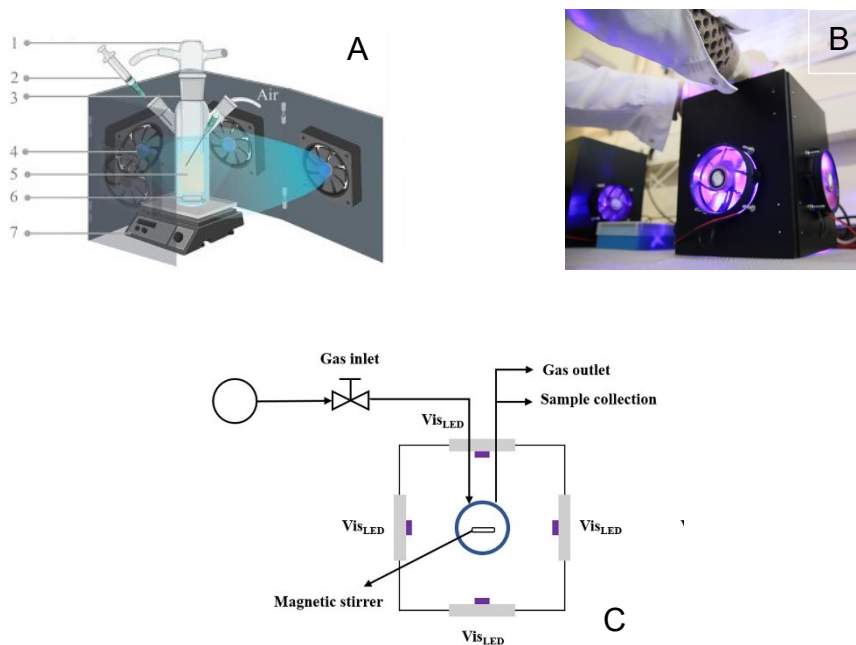 A
1
2
3
Air
4
5
6
7
B
Gas inlet
Gas outlet
Sample collection
VisLED
VisLED
VisLED
Magnetic stirrer
VisLED
C